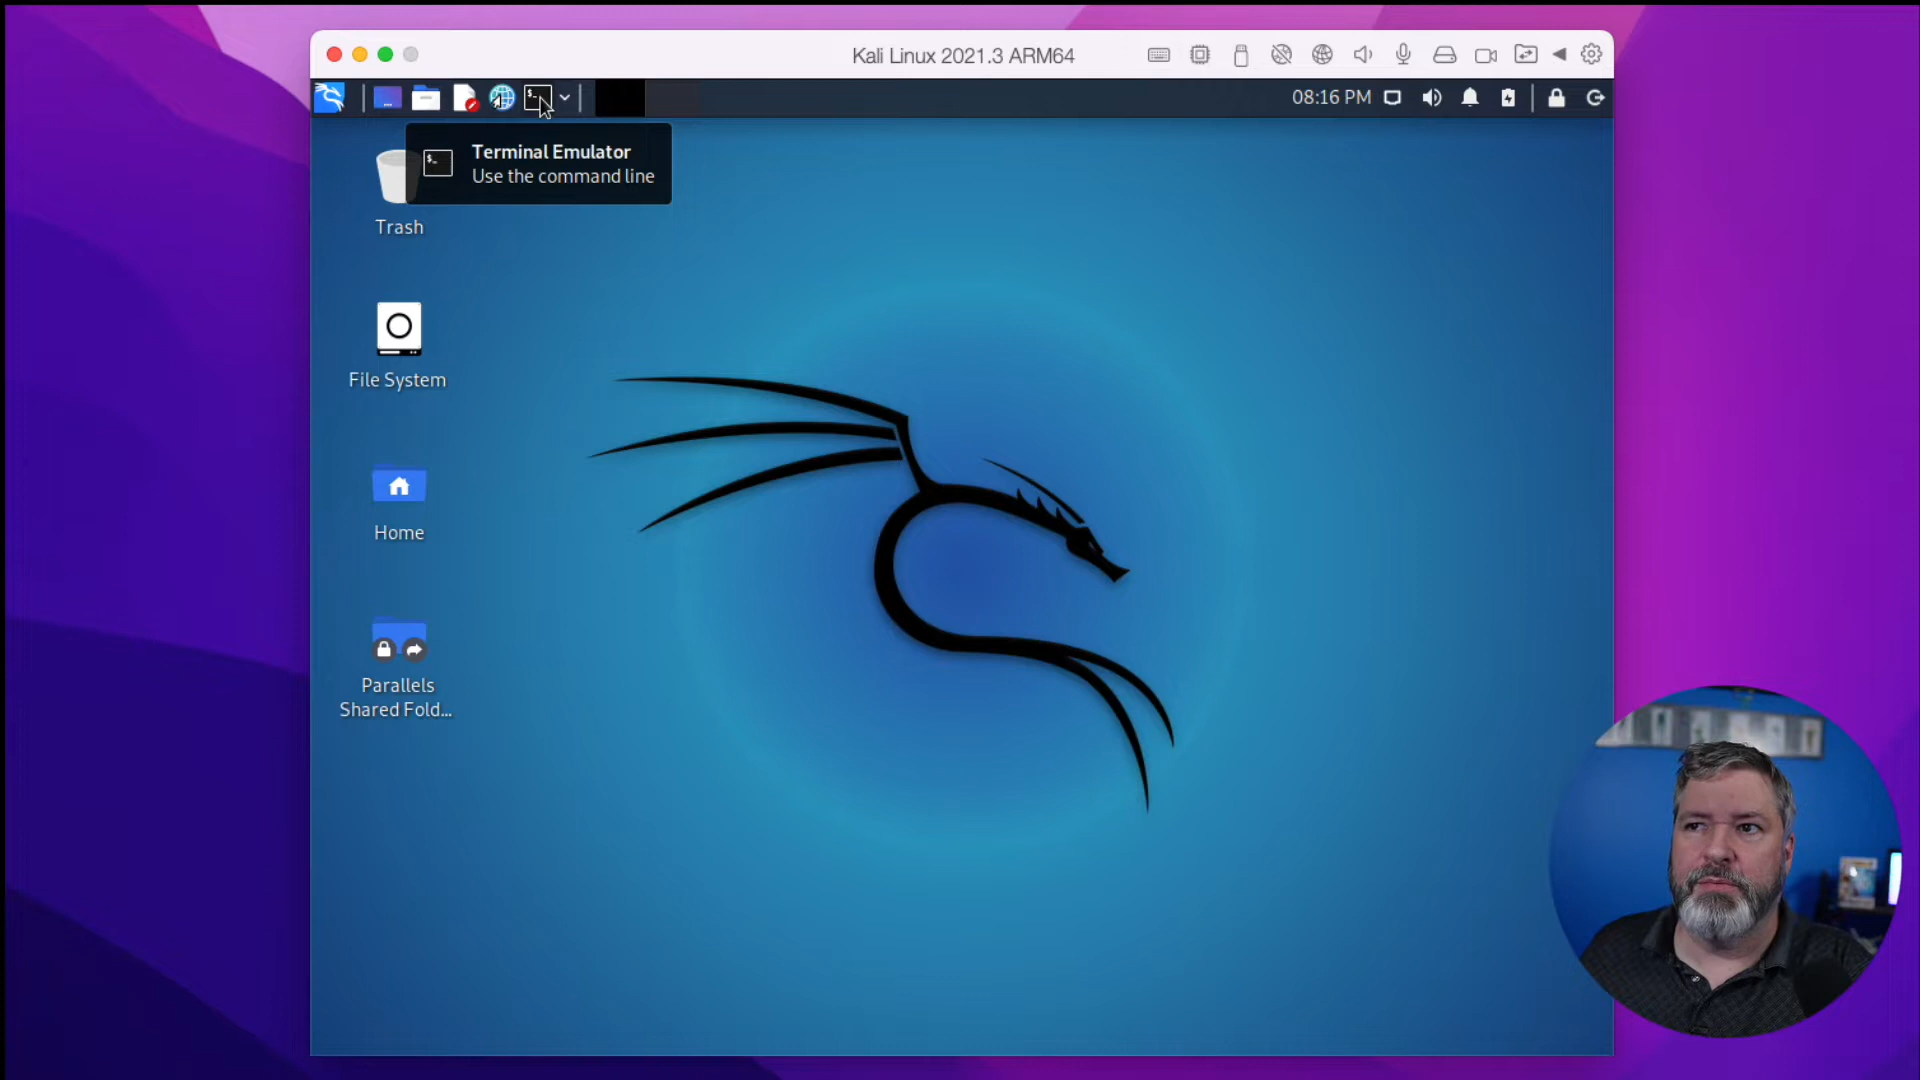 Kali Linux 2021.3 ARM64
$_
08:16 PM
$_
Terminal Emulator
Use the command line
Trash
File System
Home
Parallels
Shared Fold...